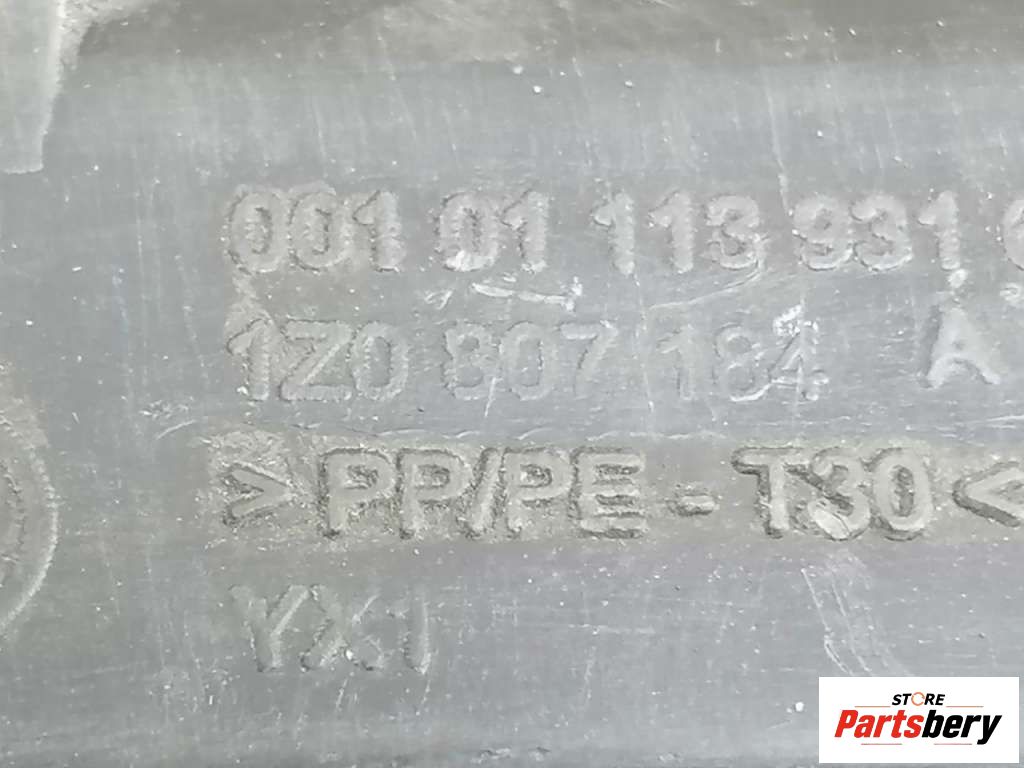 001 01 113 931
1Z0 807 184 A
>PP/PE-T30<
YX1
STORE
Partsbery